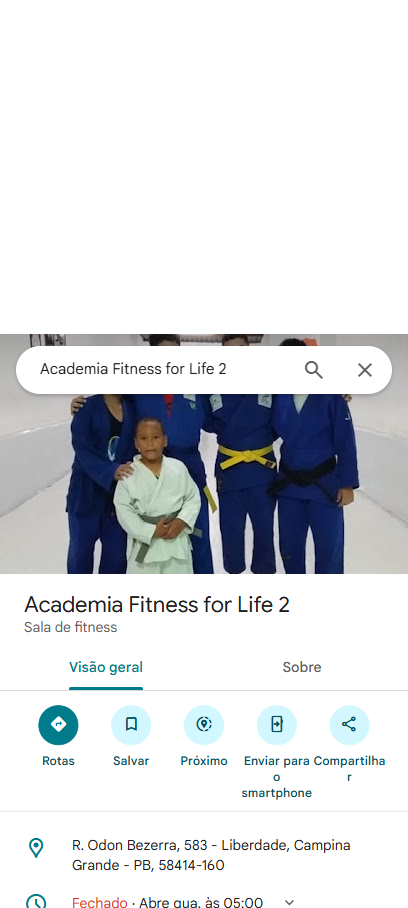 Academia Fitness for Life 2
Academia Fitness for Life 2
Sala de fitness
Visão geral
Sobre
Rotas
Salvar
Próximo
Enviar para
o
smartphone
Compartilha
r
R. Odon Bezerra, 583 - Liberdade, Campina
Grande - PB, 58414-160
Fechado · Abre qua. às 05:00